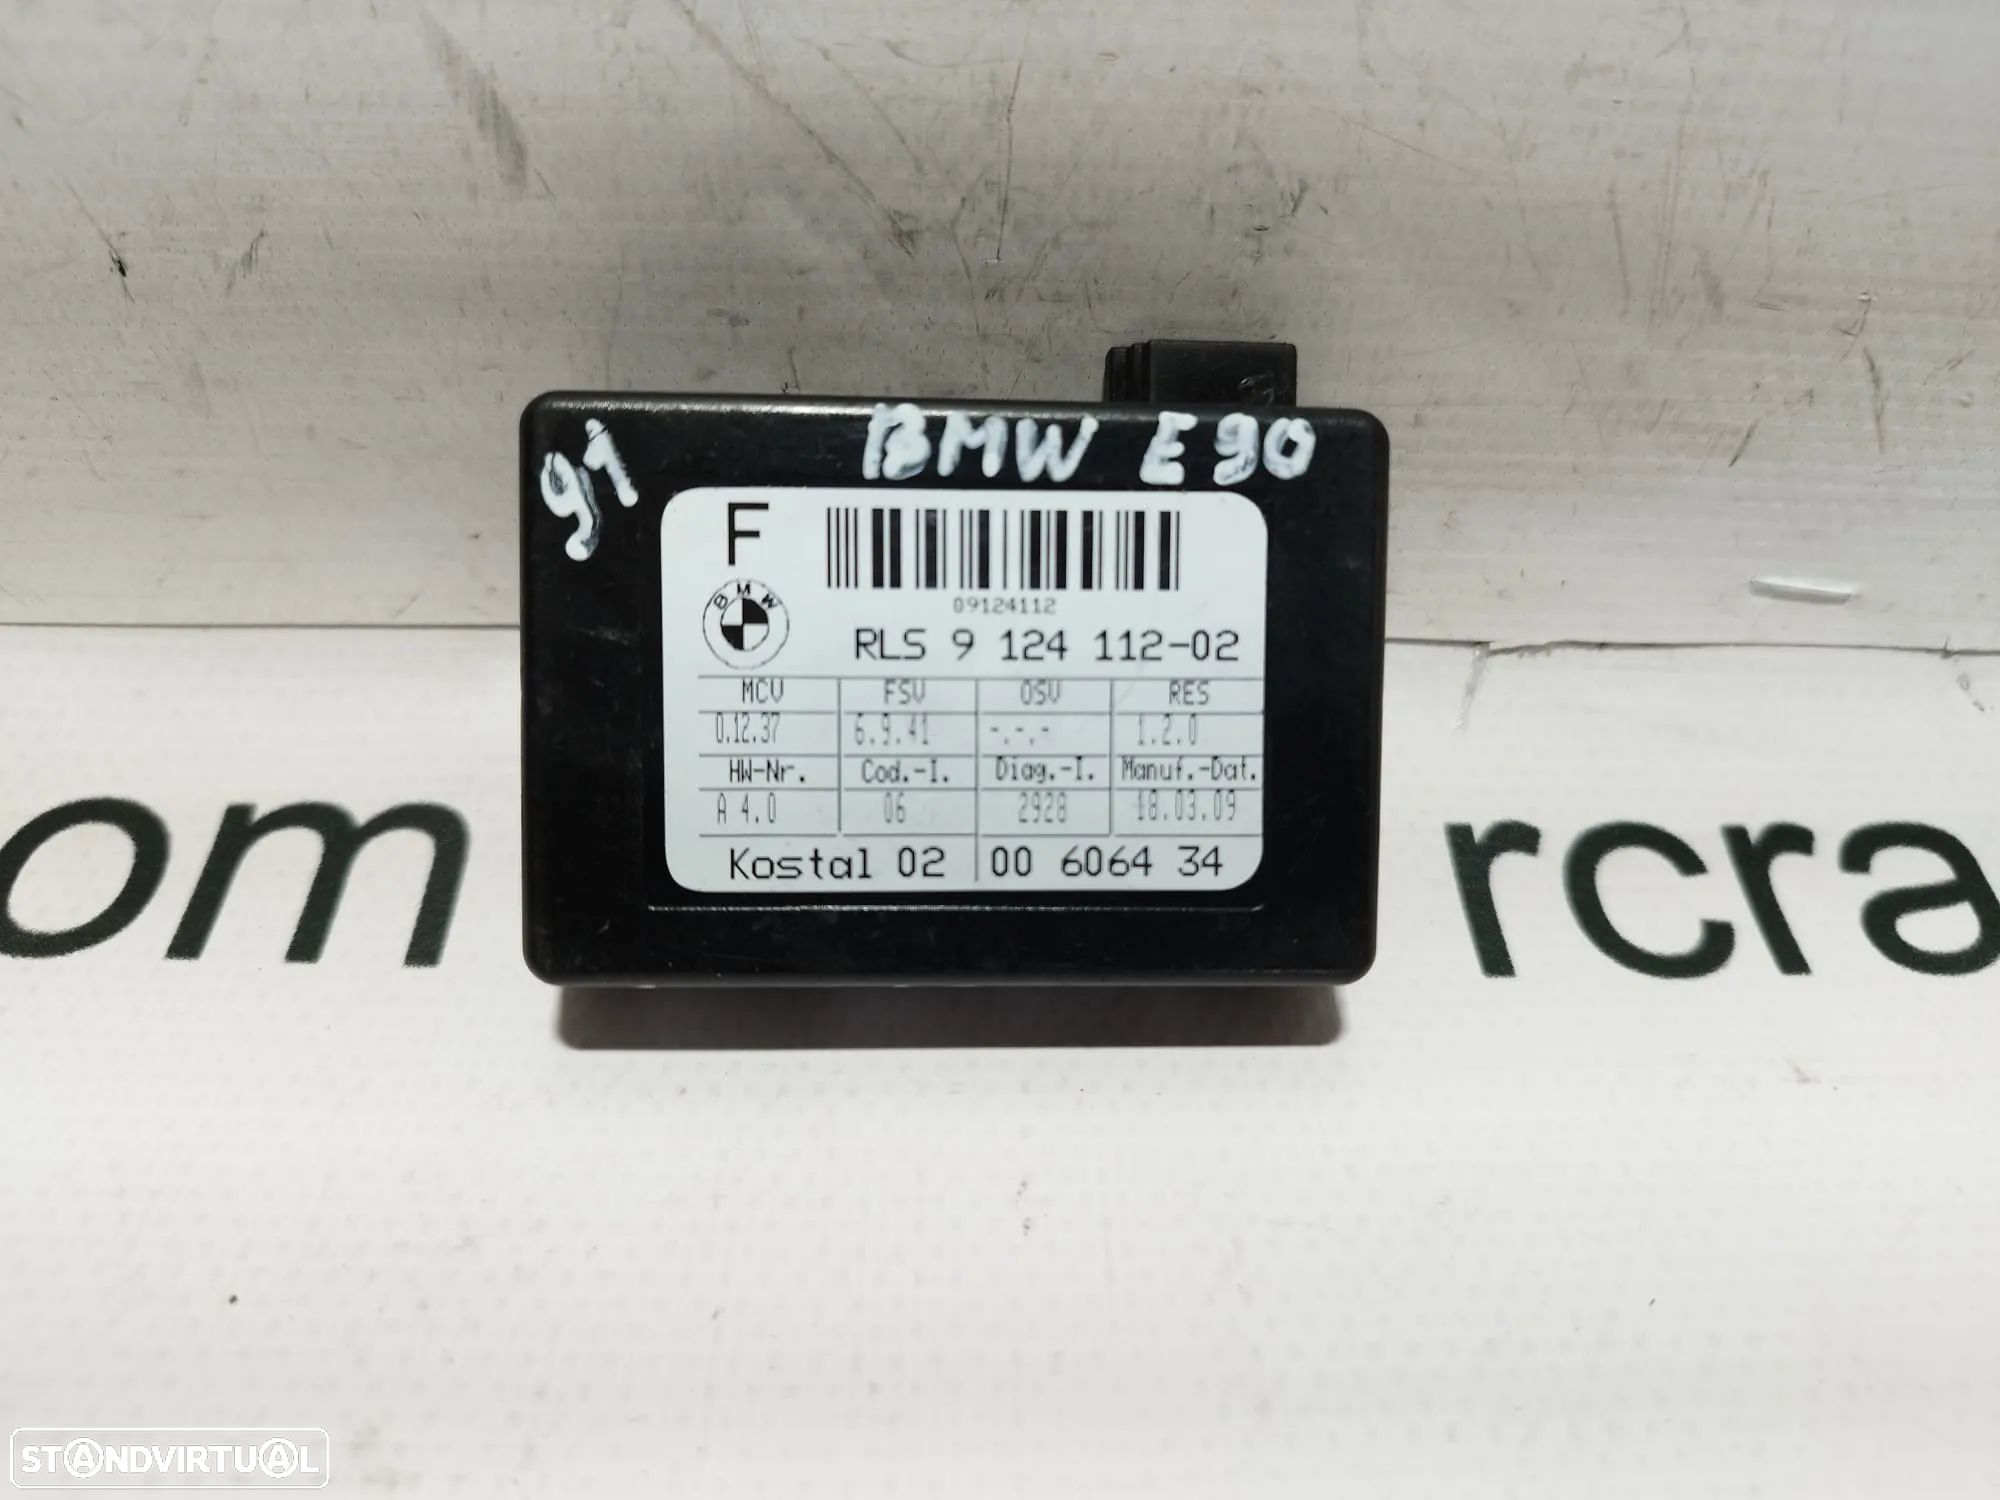 BMW E90
91
F
BMW
09124112
RLS 9 124 112-02
MCV FSV OSV RES
0.12.37 6.9.41 -.-.- 1.2.0
HW-Nr. Cod.-I. Diag.-I. Manuf.-Dat.
A 4.0 06 2928 18.03.09
Kostal 02 00 6064 34
om rcra
STANDVIRTUAL